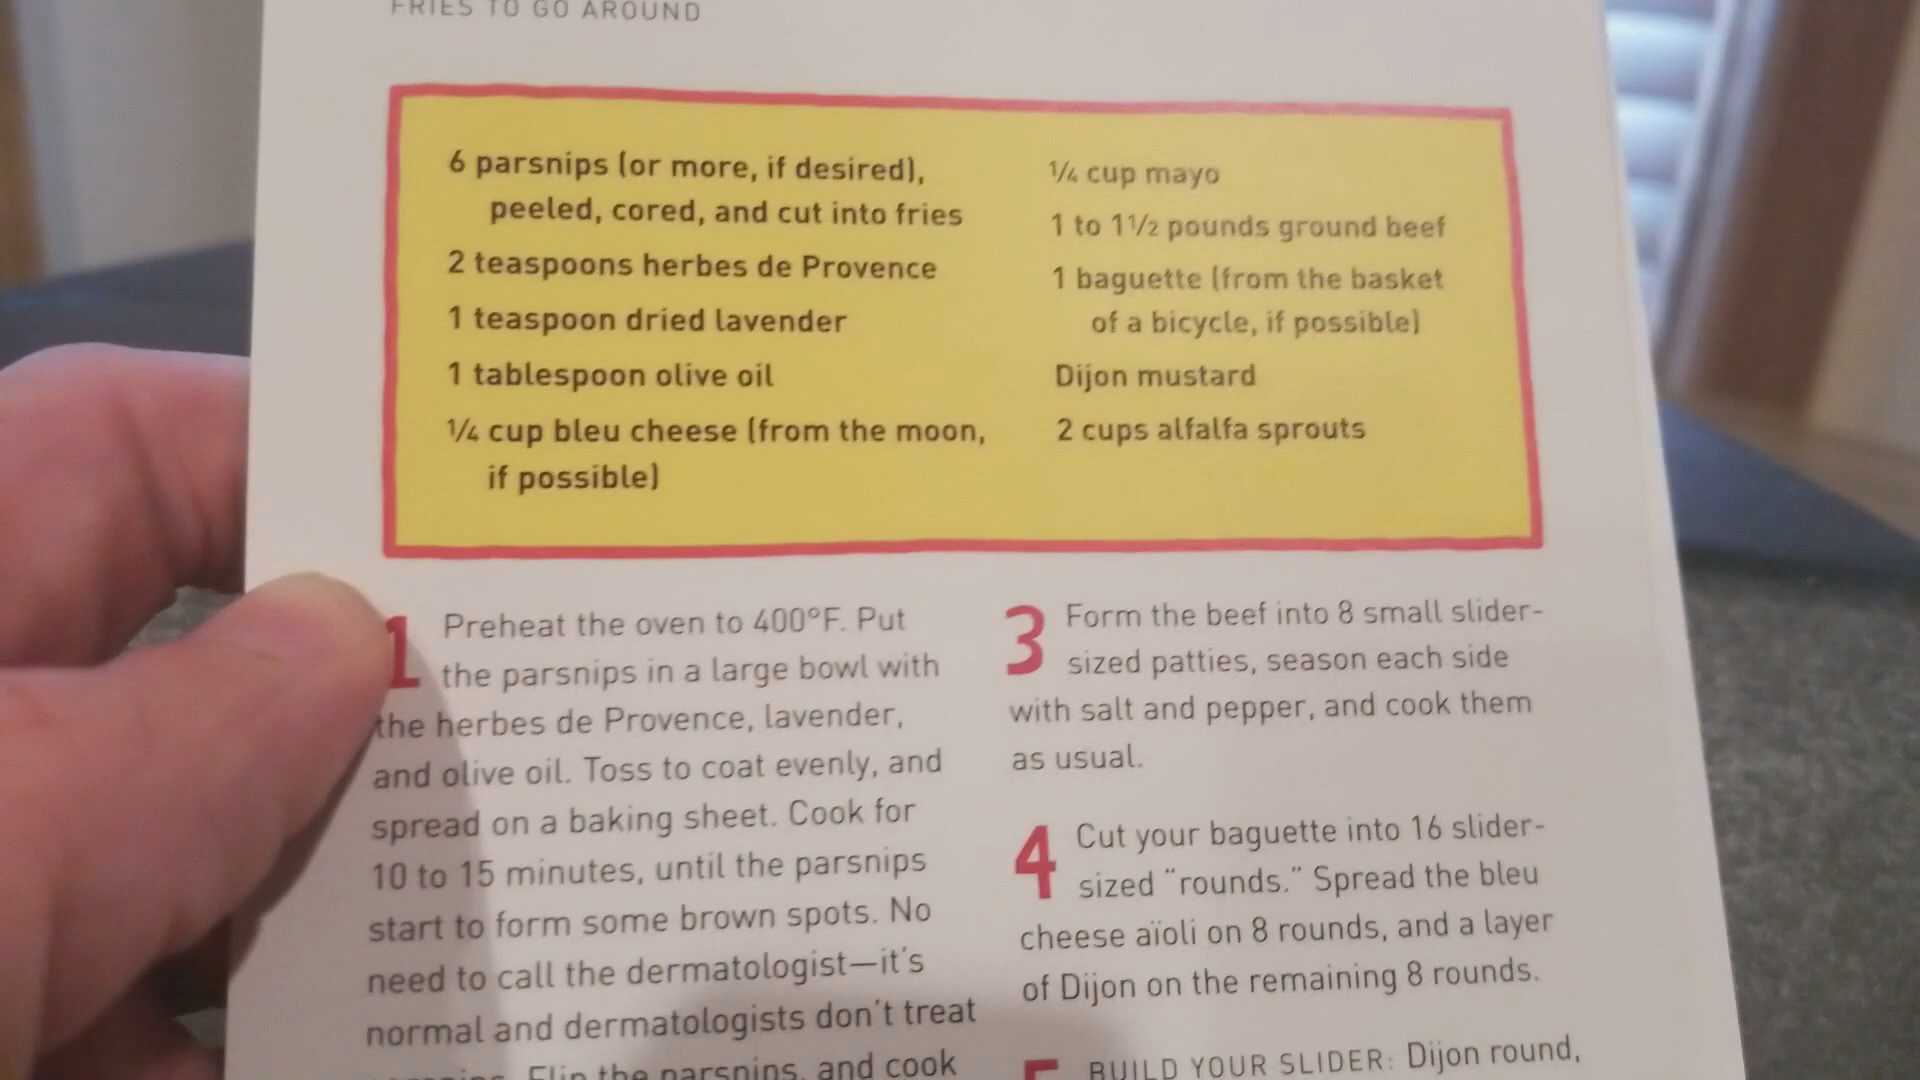 FRIES TO GO AROUND
6 parsnips (or more, if desired),
peeled, cored, and cut into fries
2 teaspoons herbes de Provence
1 teaspoon dried lavender
1 tablespoon olive oil
¼ cup bleu cheese (from the moon,
if possible)
¼ cup mayo
1 to 1½ pounds ground beef
1 baguette (from the basket
of a bicycle, if possible)
Dijon mustard
2 cups alfalfa sprouts
1 Preheat the oven to 400°F. Put
the parsnips in a large bowl with
the herbes de Provence, lavender,
and olive oil. Toss to coat evenly, and
spread on a baking sheet. Cook for
10 to 15 minutes, until the parsnips
start to form some brown spots. No
need to call the dermatologist—it's
normal and dermatologists don't treat
Flip the parsnips, and cook
3 Form the beef into 8 small slider-
sized patties, season each side
with salt and pepper, and cook them
as usual.
4 Cut your baguette into 16 slider-
sized "rounds." Spread the bleu
cheese aïoli on 8 rounds, and a layer
of Dijon on the remaining 8 rounds.
5 BUILD YOUR SLIDER: Dijon round,